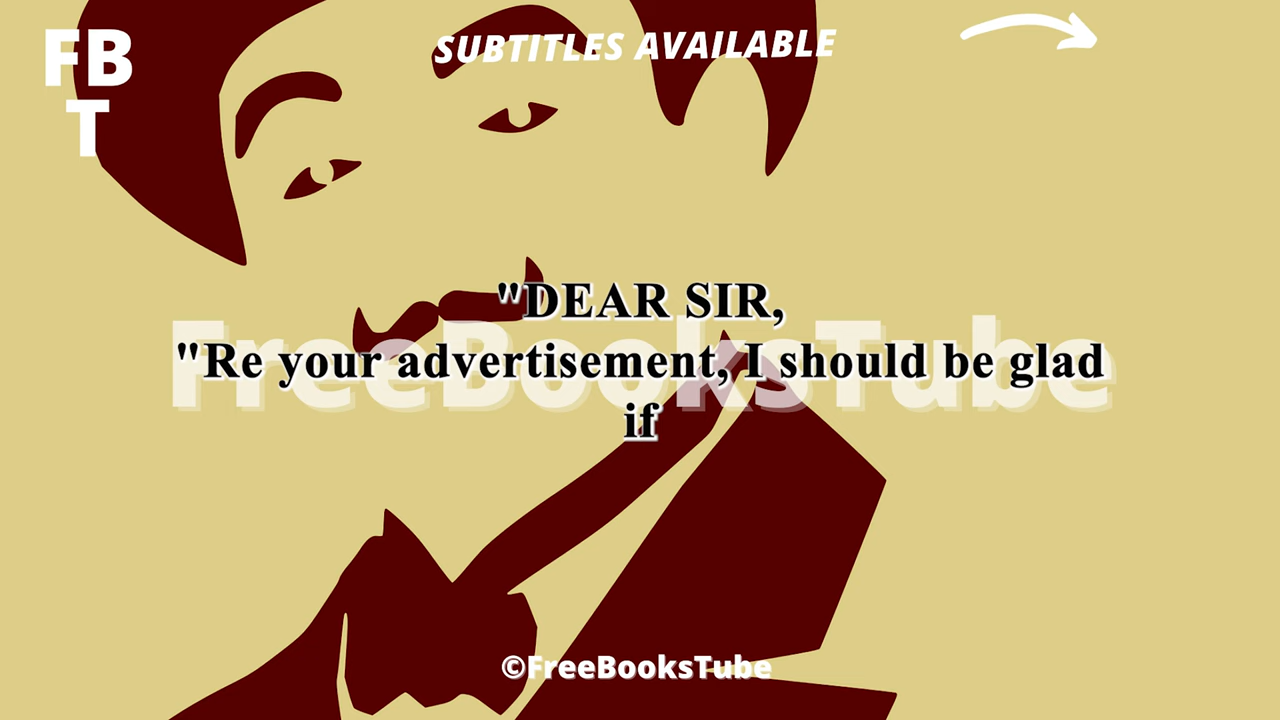 FB
T
SUBTITLES AVAILABLE
"DEAR SIR,
"Re your advertisement, I should be glad
if
FreeBooksTube
©FreeBooksTube